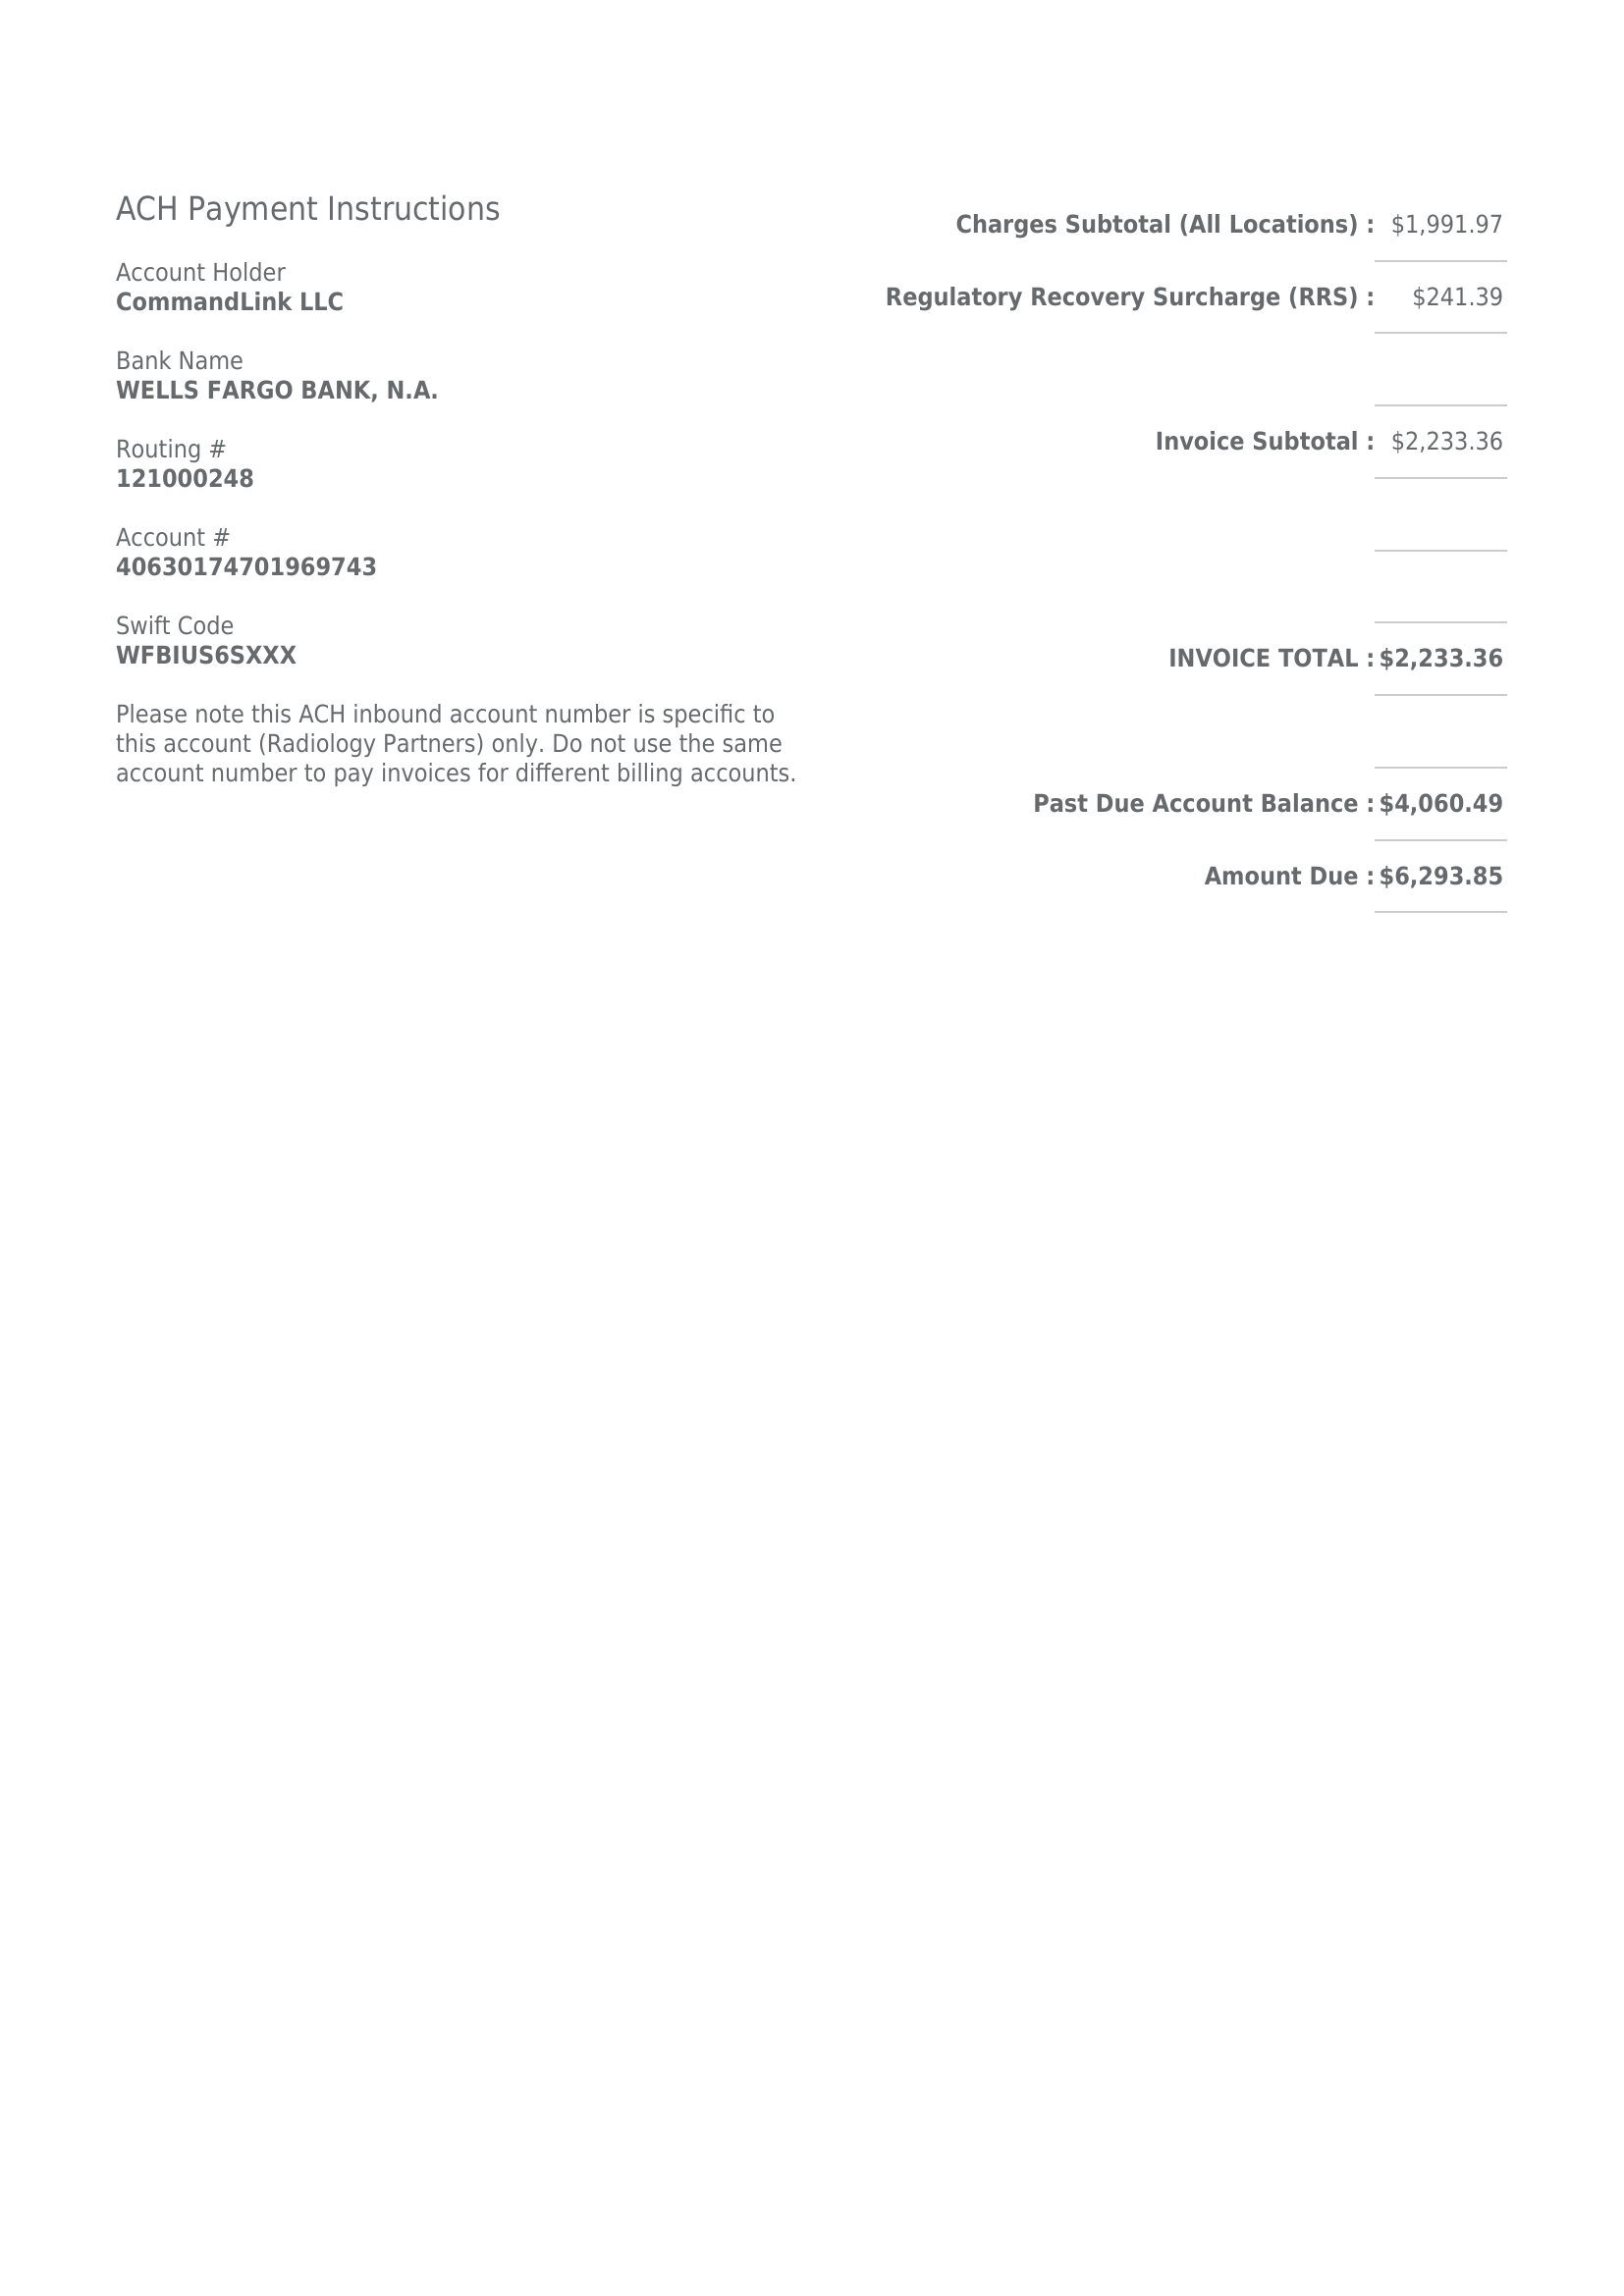 ACH Payment Instructions
Account Holder
CommandLink LLC
Bank Name
WELLS FARGO BANK, N.A.
Routing #
121000248
Account #
40630174701969743
Swift Code
WFBIUS6SXXX
Please note this ACH inbound account number is specific to
this account (Radiology Partners) only. Do not use the same
account number to pay invoices for different billing accounts.
Charges Subtotal (All Locations) : $1,991.97
Regulatory Recovery Surcharge (RRS) : $241.39
Invoice Subtotal : $2,233.36
INVOICE TOTAL : $2,233.36
Past Due Account Balance : $4,060.49
Amount Due : $6,293.85